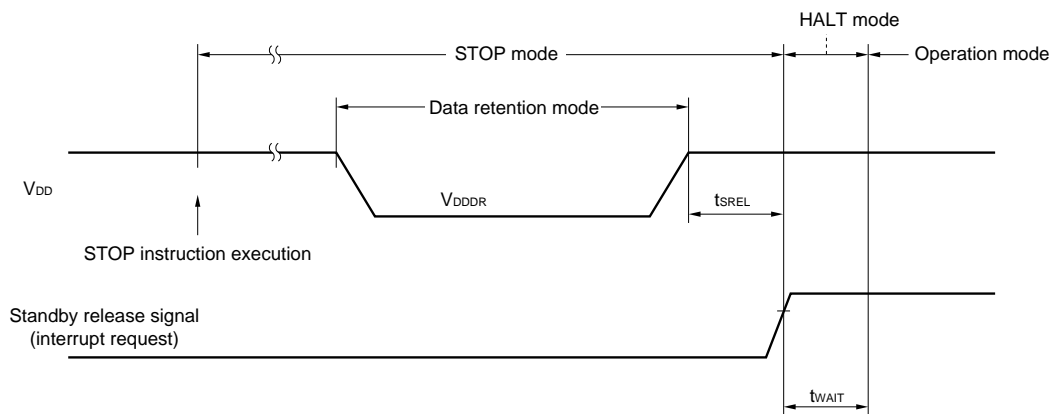 HALT mode
STOP mode
Operation mode
Data retention mode
VDD
VDDDR
tSREL
STOP instruction execution
Standby release signal
(interrupt request)
tWAIT